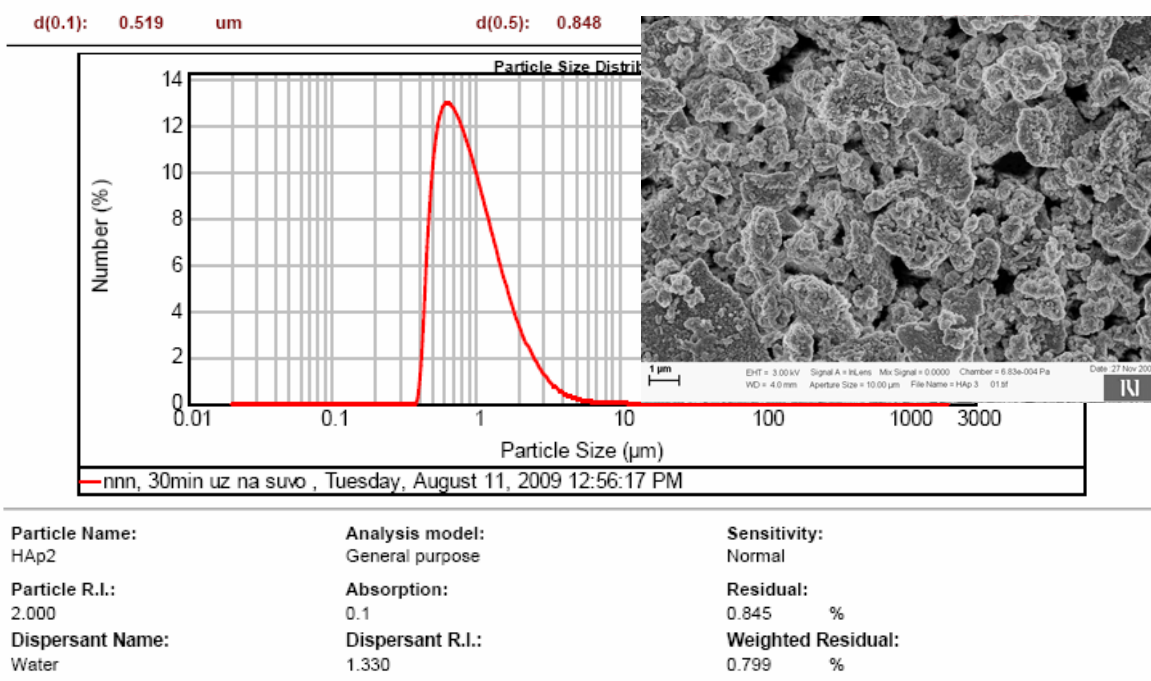 d(0.1): 0.519 um d(0.5): 0.848
Particle Size Distrib
14
12
10
8
6
4
2
0
Number (%)
0.01 0.1 1 10 100 1000 3000
Particle Size (µm)
nnn, 30min uz na suvo , Tuesday, August 11, 2009 12:56:17 PM
1 µm
EHT = 3.00 kV Signal A = InLens Mix Signal = 0.0000 Chamber = 6.83e-004 Pa Date :27 Nov 200
WD = 4.0 mm Aperture Size = 10.00 µm File Name = HAp 3 01.tif
Particle Name: Analysis model: Sensitivity:
HAp2 General purpose Normal
Particle R.I.: Absorption: Residual:
2.000 0.1 0.845 %
Dispersant Name: Dispersant R.I.: Weighted Residual:
Water 1.330 0.799 %